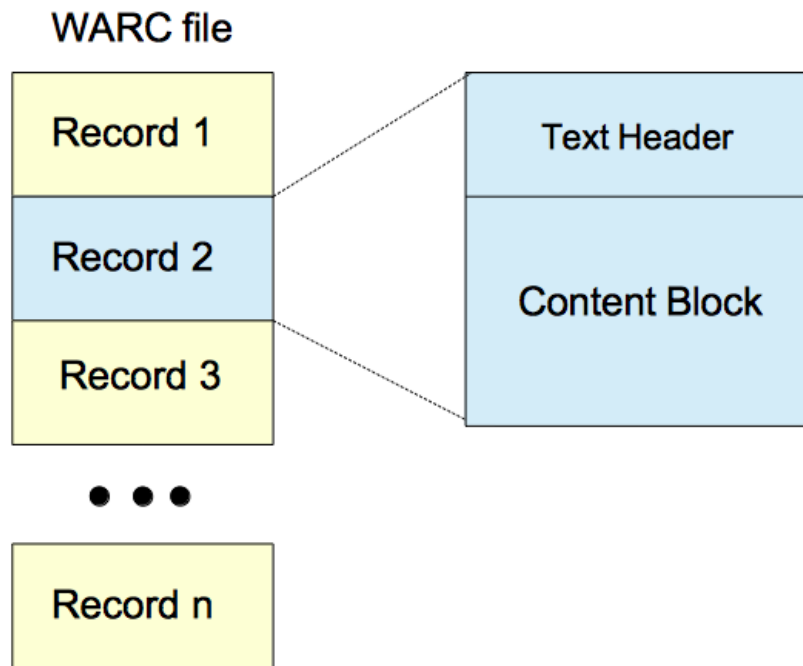 WARC file
Record 1
Record 2
Record 3
Record n
Text Header
Content Block